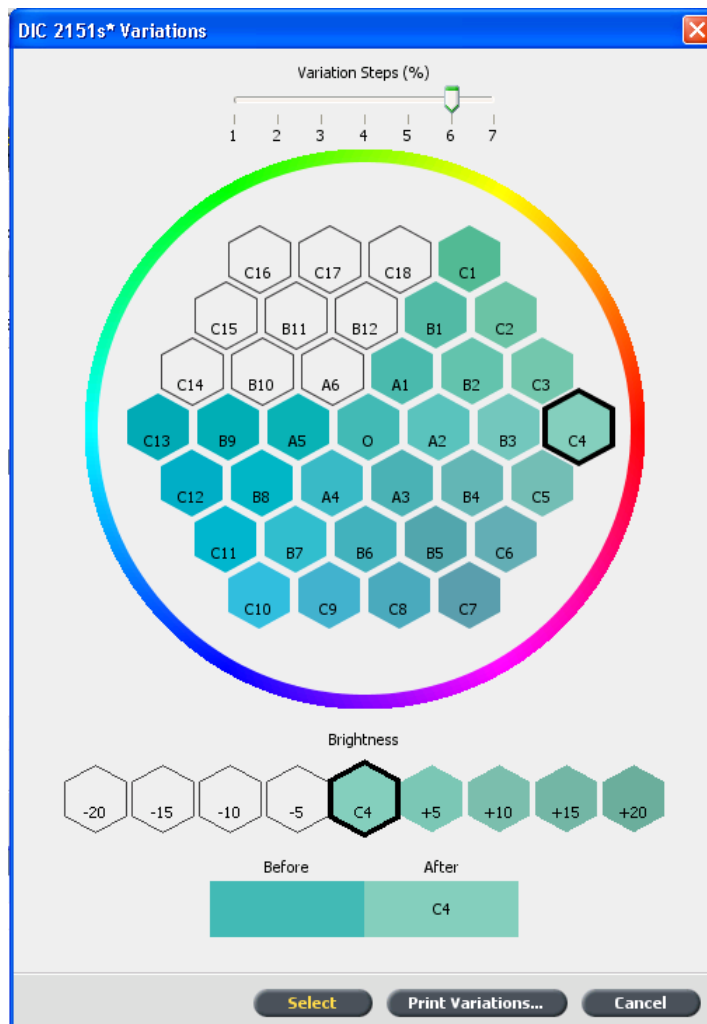 DIC 2151s* Variations
Variation Steps (%)
1 2 3 4 5 6 7
C16 C17 C18 C1
C15 B11 B12 B1 C2
C14 B10 A6 A1 B2 C3
C13 B9 A5 O A2 B3 C4
C12 B8 A4 A3 B4 C5
C11 B7 B6 B5 C6
C10 C9 C8 C7
Brightness
-20 -15 -10 -5 C4 +5 +10 +15 +20
Before After
C4
Select Print Variations... Cancel